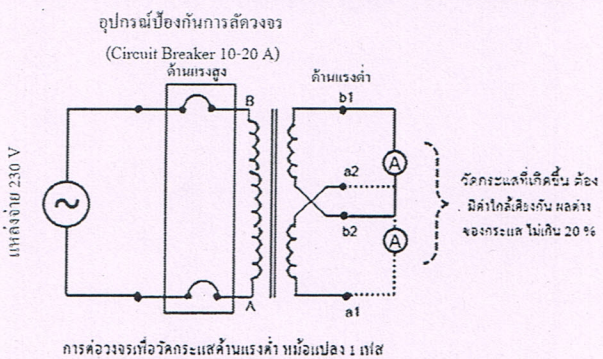 อุปกรณ์ป้องกันการลัดวงจร
(Circuit Breaker 10-20 A)
ด้านแรงสูง
ด้านแรงต่ำ
B
b1
A
a2
b2
A
A
a1
แหล่งจ่าย 230 V
วัดกระแสที่เกิดขึ้น ต้อง
มีค่าใกล้เคียงกัน ผลต่าง
ของกระแส ไม่เกิน 20 %
การต่อวงจรเพื่อวัดกระแสด้านแรงต่ำ หม้อแปลง 1 เฟส